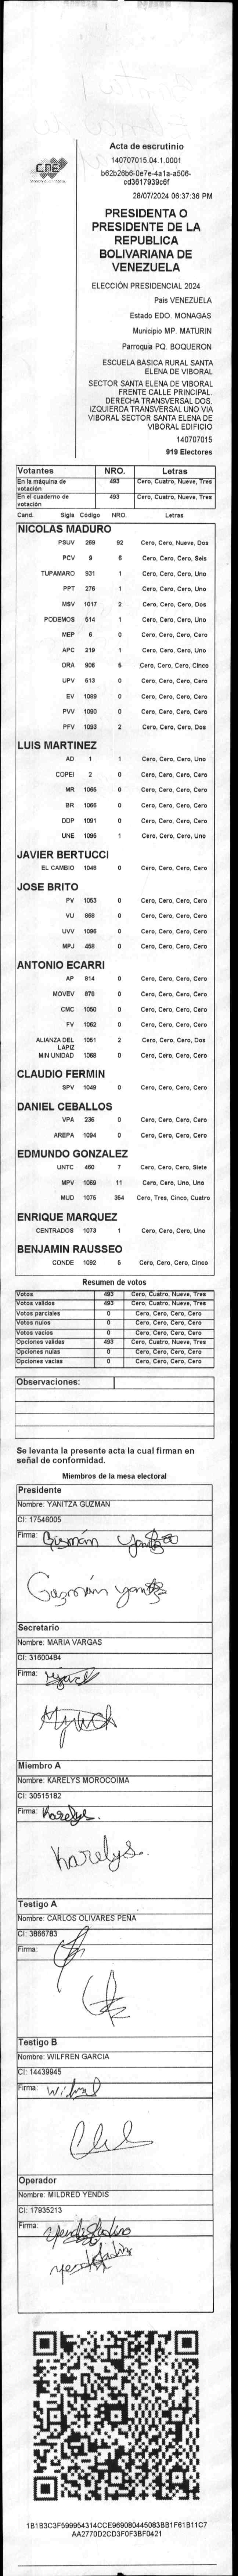 CNE
Acta de escrutinio
140707015.04.1.0001
b62b26b6-0e7e-4a1a-a506-
cd3617939c6f
28/07/2024 06:37:36 PM
PRESIDENTA O
PRESIDENTE DE LA
REPUBLICA
BOLIVARIANA DE
VENEZUELA
ELECCIÓN PRESIDENCIAL 2024
País VENEZUELA
Estado EDO. MONAGAS
Municipio MP. MATURIN
Parroquia PQ. BOQUERON
ESCUELA BASICA RURAL SANTA
ELENA DE VIBORAL
SECTOR SANTA ELENA DE VIBORAL
FRENTE CALLE PRINCIPAL.
DERECHA TRANSVERSAL DOS.
IZQUIERDA TRANSVERSAL UNO VIA
VIBORAL SECTOR SANTA ELENA DE
VIBORAL EDIFICIO
140707015
919 Electores
Votantes NRO. Letras
En la máquina de votación 493 Cero, Cuatro, Nueve, Tres
En el cuaderno de votación 493 Cero, Cuatro, Nueve, Tres
Cand. Sigla Código NRO. Letras
NICOLAS MADURO
PSUV 269 92 Cero, Cero, Nueve, Dos
PCV 9 6 Cero, Cero, Cero, Seis
TUPAMARO 931 1 Cero, Cero, Cero, Uno
PPT 276 1 Cero, Cero, Cero, Uno
MSV 1017 2 Cero, Cero, Cero, Dos
PODEMOS 514 1 Cero, Cero, Cero, Uno
MEP 6 0 Cero, Cero, Cero, Cero
APC 219 1 Cero, Cero, Cero, Uno
ORA 906 5 Cero, Cero, Cero, Cinco
UPV 513 0 Cero, Cero, Cero, Cero
EV 1089 0 Cero, Cero, Cero, Cero
PVV 1090 0 Cero, Cero, Cero, Cero
PFV 1093 2 Cero, Cero, Cero, Dos
LUIS MARTINEZ
AD 1 1 Cero, Cero, Cero, Uno
COPEI 2 0 Cero, Cero, Cero, Cero
MR 1065 0 Cero, Cero, Cero, Cero
BR 1066 0 Cero, Cero, Cero, Cero
DDP 1091 0 Cero, Cero, Cero, Cero
UNE 1095 1 Cero, Cero, Cero, Uno
JAVIER BERTUCCI
EL CAMBIO 1048 0 Cero, Cero, Cero, Cero
JOSE BRITO
PV 1053 0 Cero, Cero, Cero, Cero
VU 868 0 Cero, Cero, Cero, Cero
UVV 1096 0 Cero, Cero, Cero, Cero
MPJ 458 0 Cero, Cero, Cero, Cero
ANTONIO ECARRI
AP 814 0 Cero, Cero, Cero, Cero
MOVEV 878 0 Cero, Cero, Cero, Cero
CMC 1050 0 Cero, Cero, Cero, Cero
FV 1062 0 Cero, Cero, Cero, Cero
ALIANZA DEL LAPIZ 1051 2 Cero, Cero, Cero, Dos
MIN UNIDAD 1068 0 Cero, Cero, Cero, Cero
CLAUDIO FERMIN
SPV 1049 0 Cero, Cero, Cero, Cero
DANIEL CEBALLOS
VPA 236 0 Cero, Cero, Cero, Cero
AREPA 1094 0 Cero, Cero, Cero, Cero
EDMUNDO GONZALEZ
UNTC 460 7 Cero, Cero, Cero, Siete
MPV 1069 11 Cero, Cero, Uno, Uno
MUD 1075 354 Cero, Tres, Cinco, Cuatro
ENRIQUE MARQUEZ
CENTRADOS 1073 1 Cero, Cero, Cero, Uno
BENJAMIN RAUSSEO
CONDE 1092 5 Cero, Cero, Cero, Cinco
Resumen de votos
Votos 493 Cero, Cuatro, Nueve, Tres
Votos validos 493 Cero, Cuatro, Nueve, Tres
Votos parciales 0 Cero, Cero, Cero, Cero
Votos nulos 0 Cero, Cero, Cero, Cero
Votos vacios 0 Cero, Cero, Cero, Cero
Opciones validas 493 Cero, Cuatro, Nueve, Tres
Opciones nulas 0 Cero, Cero, Cero, Cero
Opciones vacías 0 Cero, Cero, Cero, Cero
Observaciones:
Se levanta la presente acta la cual firman en
señal de conformidad.
Miembros de la mesa electoral
Presidente
Nombre: YANITZA GUZMAN
CI: 17546005
Firma: Guzmán
Guzmán
Secretario
Nombre: MARIA VARGAS
CI: 31600484
Firma:
Miembro A
Nombre: KARELYS MOROCOIMA
CI: 30515182
Firma: Karelys.
Karelys.
Testigo A
Nombre: CARLOS OLIVARES PEÑA
CI: 3866783
Firma:
Testigo B
Nombre: WILFREN GARCIA
CI: 14439945
Firma:
Operador
Nombre: MILDRED YENDIS
CI: 17935213
Firma:
1B1B3C3F599954314CCE969080445083BB1F61B11C7
AA2770D2CD3F0F3BF0421